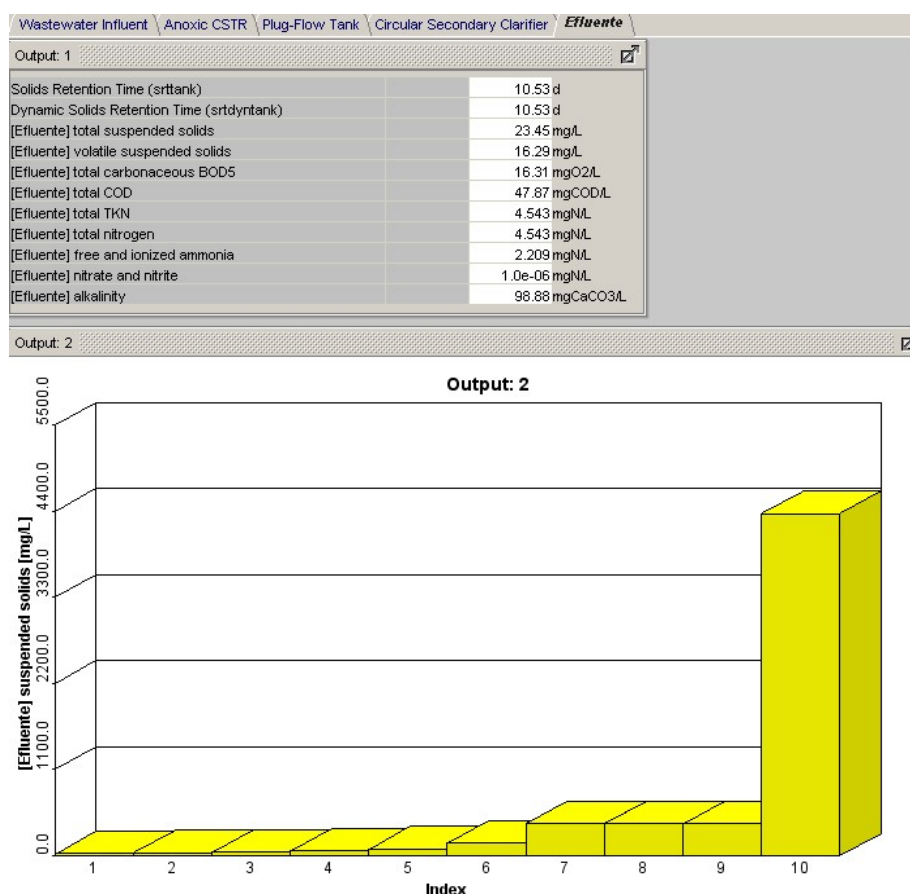 Wastewater Influent Anoxic CSTR Plug-Flow Tank Circular Secondary Clarifier Efluente
Output: 1
Solids Retention Time (srttank) 10.53 d
Dynamic Solids Retention Time (srtdyntank) 10.53 d
[Efluente] total suspended solids 23.45 mg/L
[Efluente] volatile suspended solids 16.29 mg/L
[Efluente] total carbonaceous BOD5 16.31 mgO2/L
[Efluente] total COD 47.87 mgCOD/L
[Efluente] total TKN 4.543 mgN/L
[Efluente] total nitrogen 4.543 mgN/L
[Efluente] free and ionized ammonia 2.209 mgN/L
[Efluente] nitrate and nitrite 1.0e-06 mgN/L
[Efluente] alkalinity 98.88 mgCaCO3/L
Output: 2
Output: 2
[Efluente] suspended solids [mg/L]
5500.0
4400.0
3300.0
2200.0
1100.0
0.0
1 2 3 4 5 6 7 8 9 10
Index